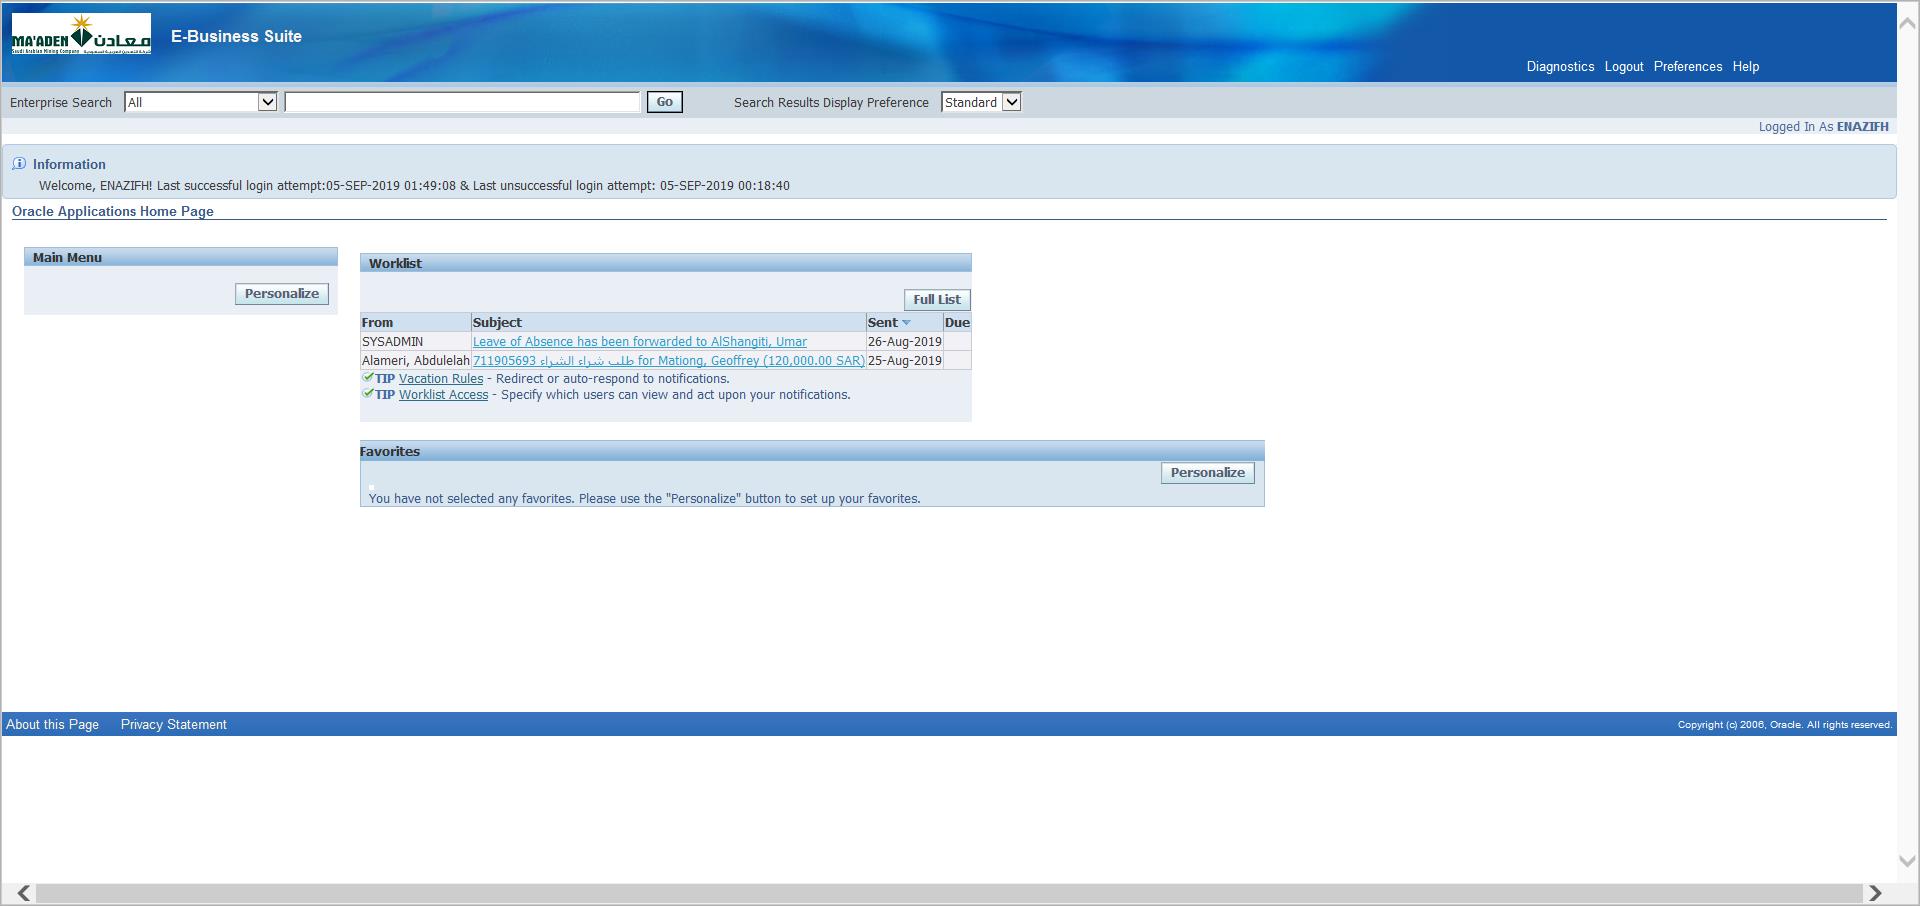 MA'ADEN معادن
Saudi Arabian Mining Company
E-Business Suite
Diagnostics Logout Preferences Help
Enterprise Search All Go Search Results Display Preference Standard
Logged In As ENAZIFH
Information
Welcome, ENAZIFH! Last successful login attempt:05-SEP-2019 01:49:08 & Last unsuccessful login attempt: 05-SEP-2019 00:18:40
Oracle Applications Home Page
Main Menu
Personalize
Worklist
Full List
From Subject Sent Due
SYSADMIN Leave of Absence has been forwarded to AlShangiti, Umar 26-Aug-2019
Alameri, Abdulelah 711905693 طلب شراء الشراء for Mationg, Geoffrey (120,000.00 SAR) 25-Aug-2019
TIP Vacation Rules - Redirect or auto-respond to notifications.
TIP Worklist Access - Specify which users can view and act upon your notifications.
Favorites
Personalize
You have not selected any favorites. Please use the "Personalize" button to set up your favorites.
About this Page Privacy Statement Copyright (c) 2006, Oracle. All rights reserved.